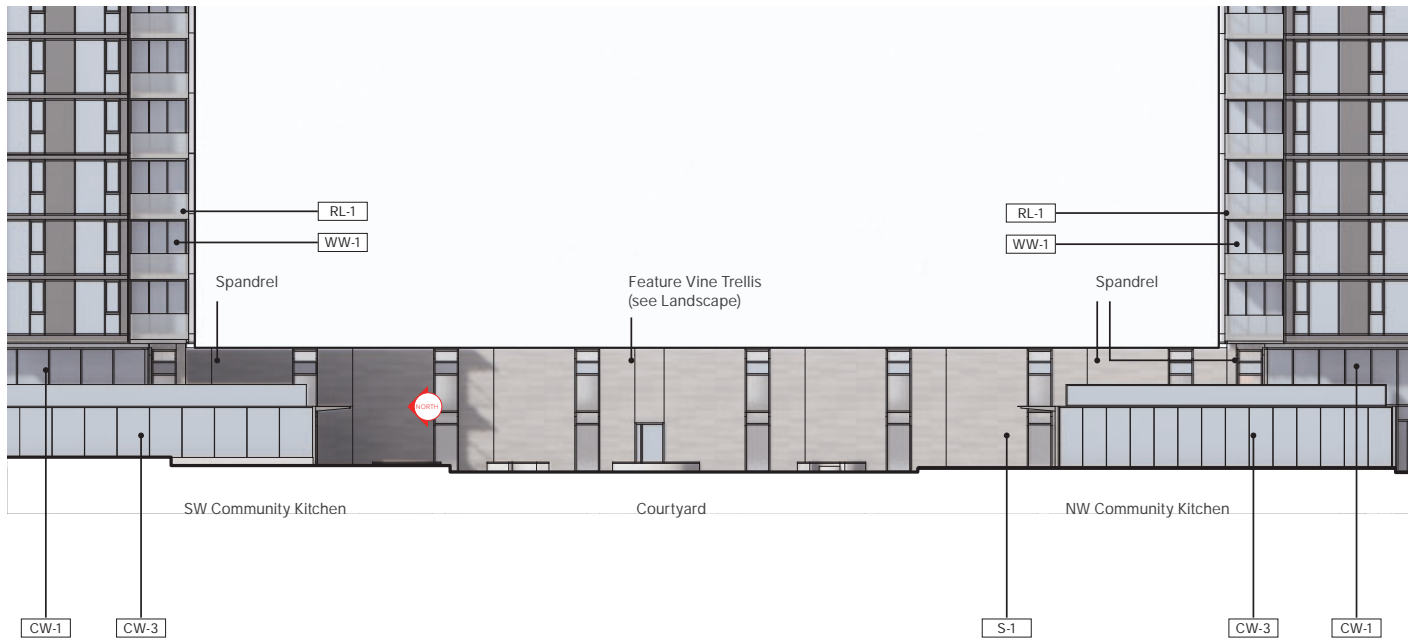 RL-1
RL-1
WW-1
WW-1
Spandrel
Feature Vine Trellis
(see Landscape)
Spandrel
NORTH
SW Community Kitchen
Courtyard
NW Community Kitchen
CW-1
CW-3
S-1
CW-3
CW-1